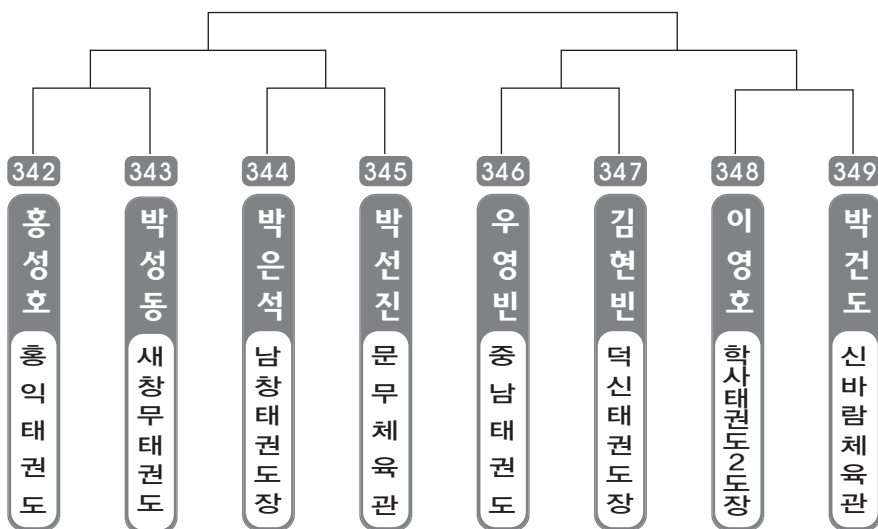 342
홍성호
홍익태권도
343
박성동
새창무태권도
344
박은석
남창태권도장
345
박선진
문무체육관
346
우영빈
중남태권도
347
김현빈
덕신태권도장
348
이영호
학사태권도2도장
349
박건도
신바람체육관